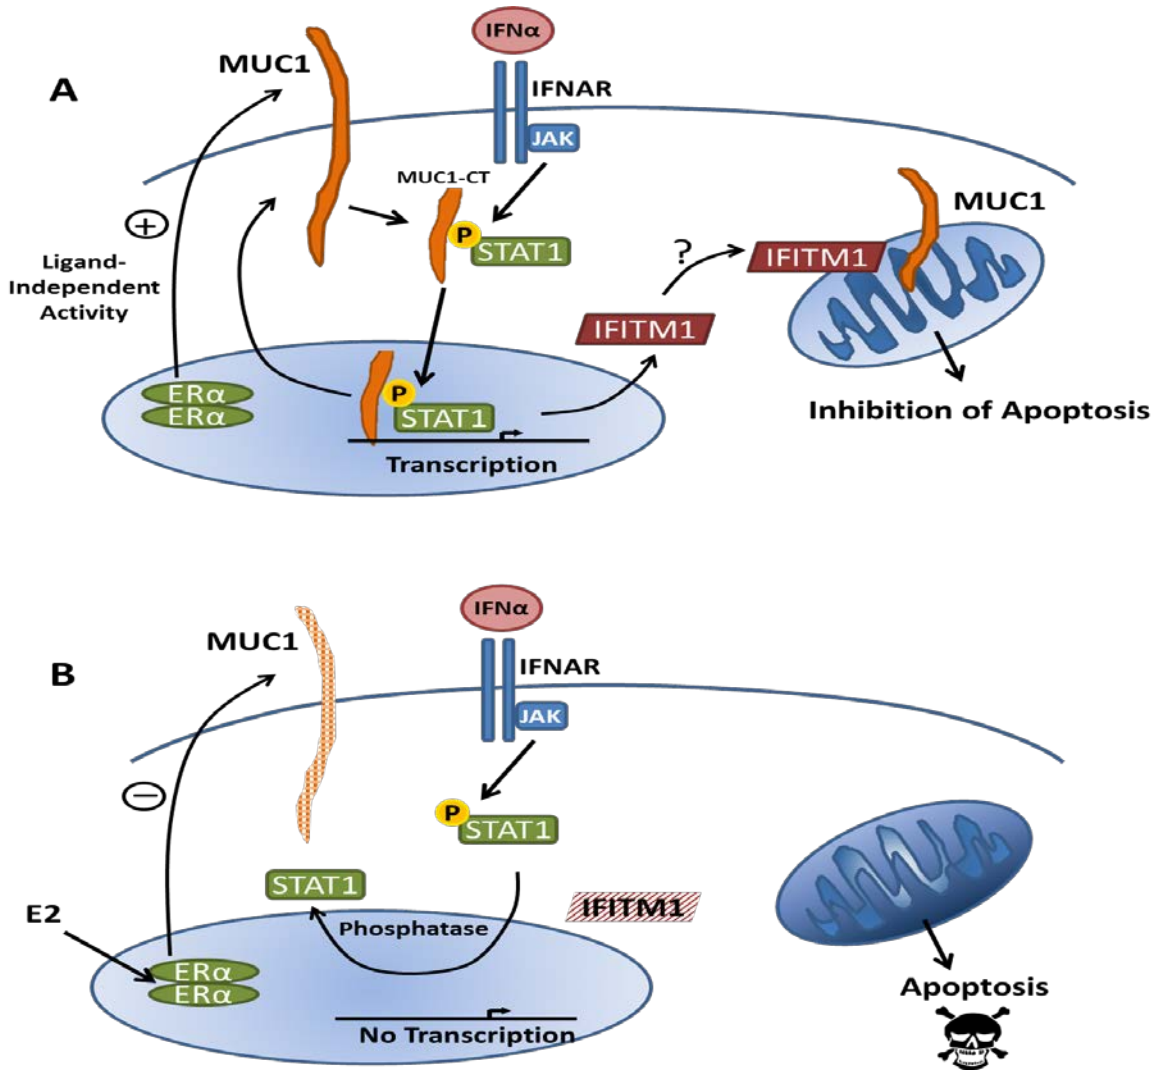 A
MUC1
IFNα
IFNAR
JAK
MUC1-CT
P
STAT1
+
Ligand-
Independent
Activity
?
IFITM1
IFITM1
MUC1
ERα
ERα
P
STAT1
Transcription
Inhibition of Apoptosis
B
MUC1
IFNα
IFNAR
JAK
−
P
STAT1
STAT1
IFITM1
E2
Phosphatase
ERα
ERα
No Transcription
Apoptosis